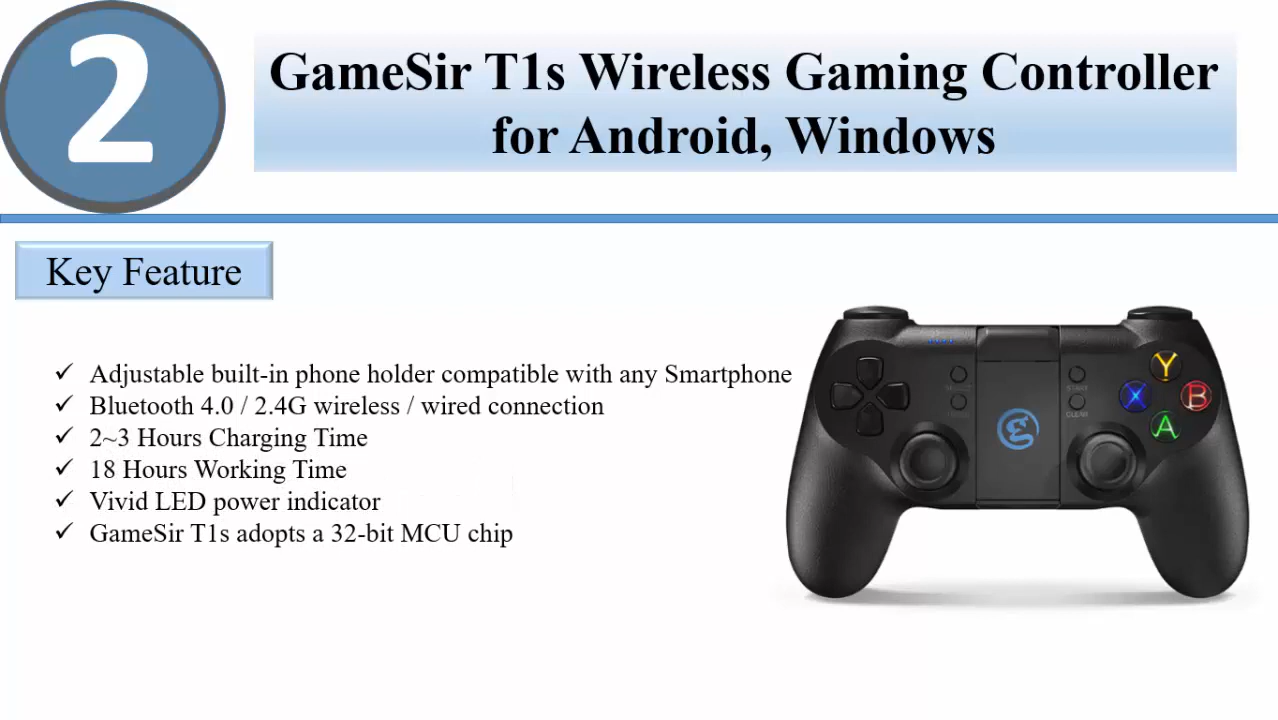 2
GameSir T1s Wireless Gaming Controller
for Android, Windows
Key Feature
✓ Adjustable built-in phone holder compatible with any Smartphone
✓ Bluetooth 4.0 / 2.4G wireless / wired connection
✓ 2~3 Hours Charging Time
✓ 18 Hours Working Time
✓ Vivid LED power indicator
✓ GameSir T1s adopts a 32-bit MCU chip
Y
X
B
A
START
CLEAR